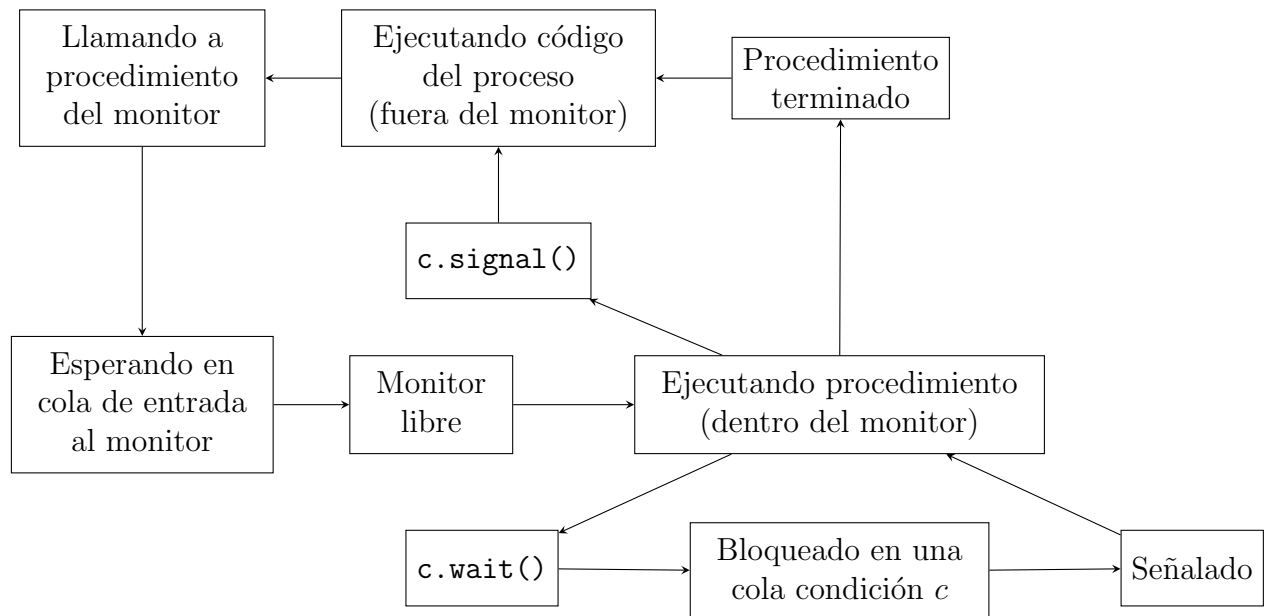 Llamando a
procedimiento
del monitor
Ejecutando código
del proceso
(fuera del monitor)
Procedimiento
terminado
c.signal()
Esperando en
cola de entrada
al monitor
Monitor
libre
Ejecutando procedimiento
(dentro del monitor)
c.wait()
Bloqueado en una
cola condición c
Señalado